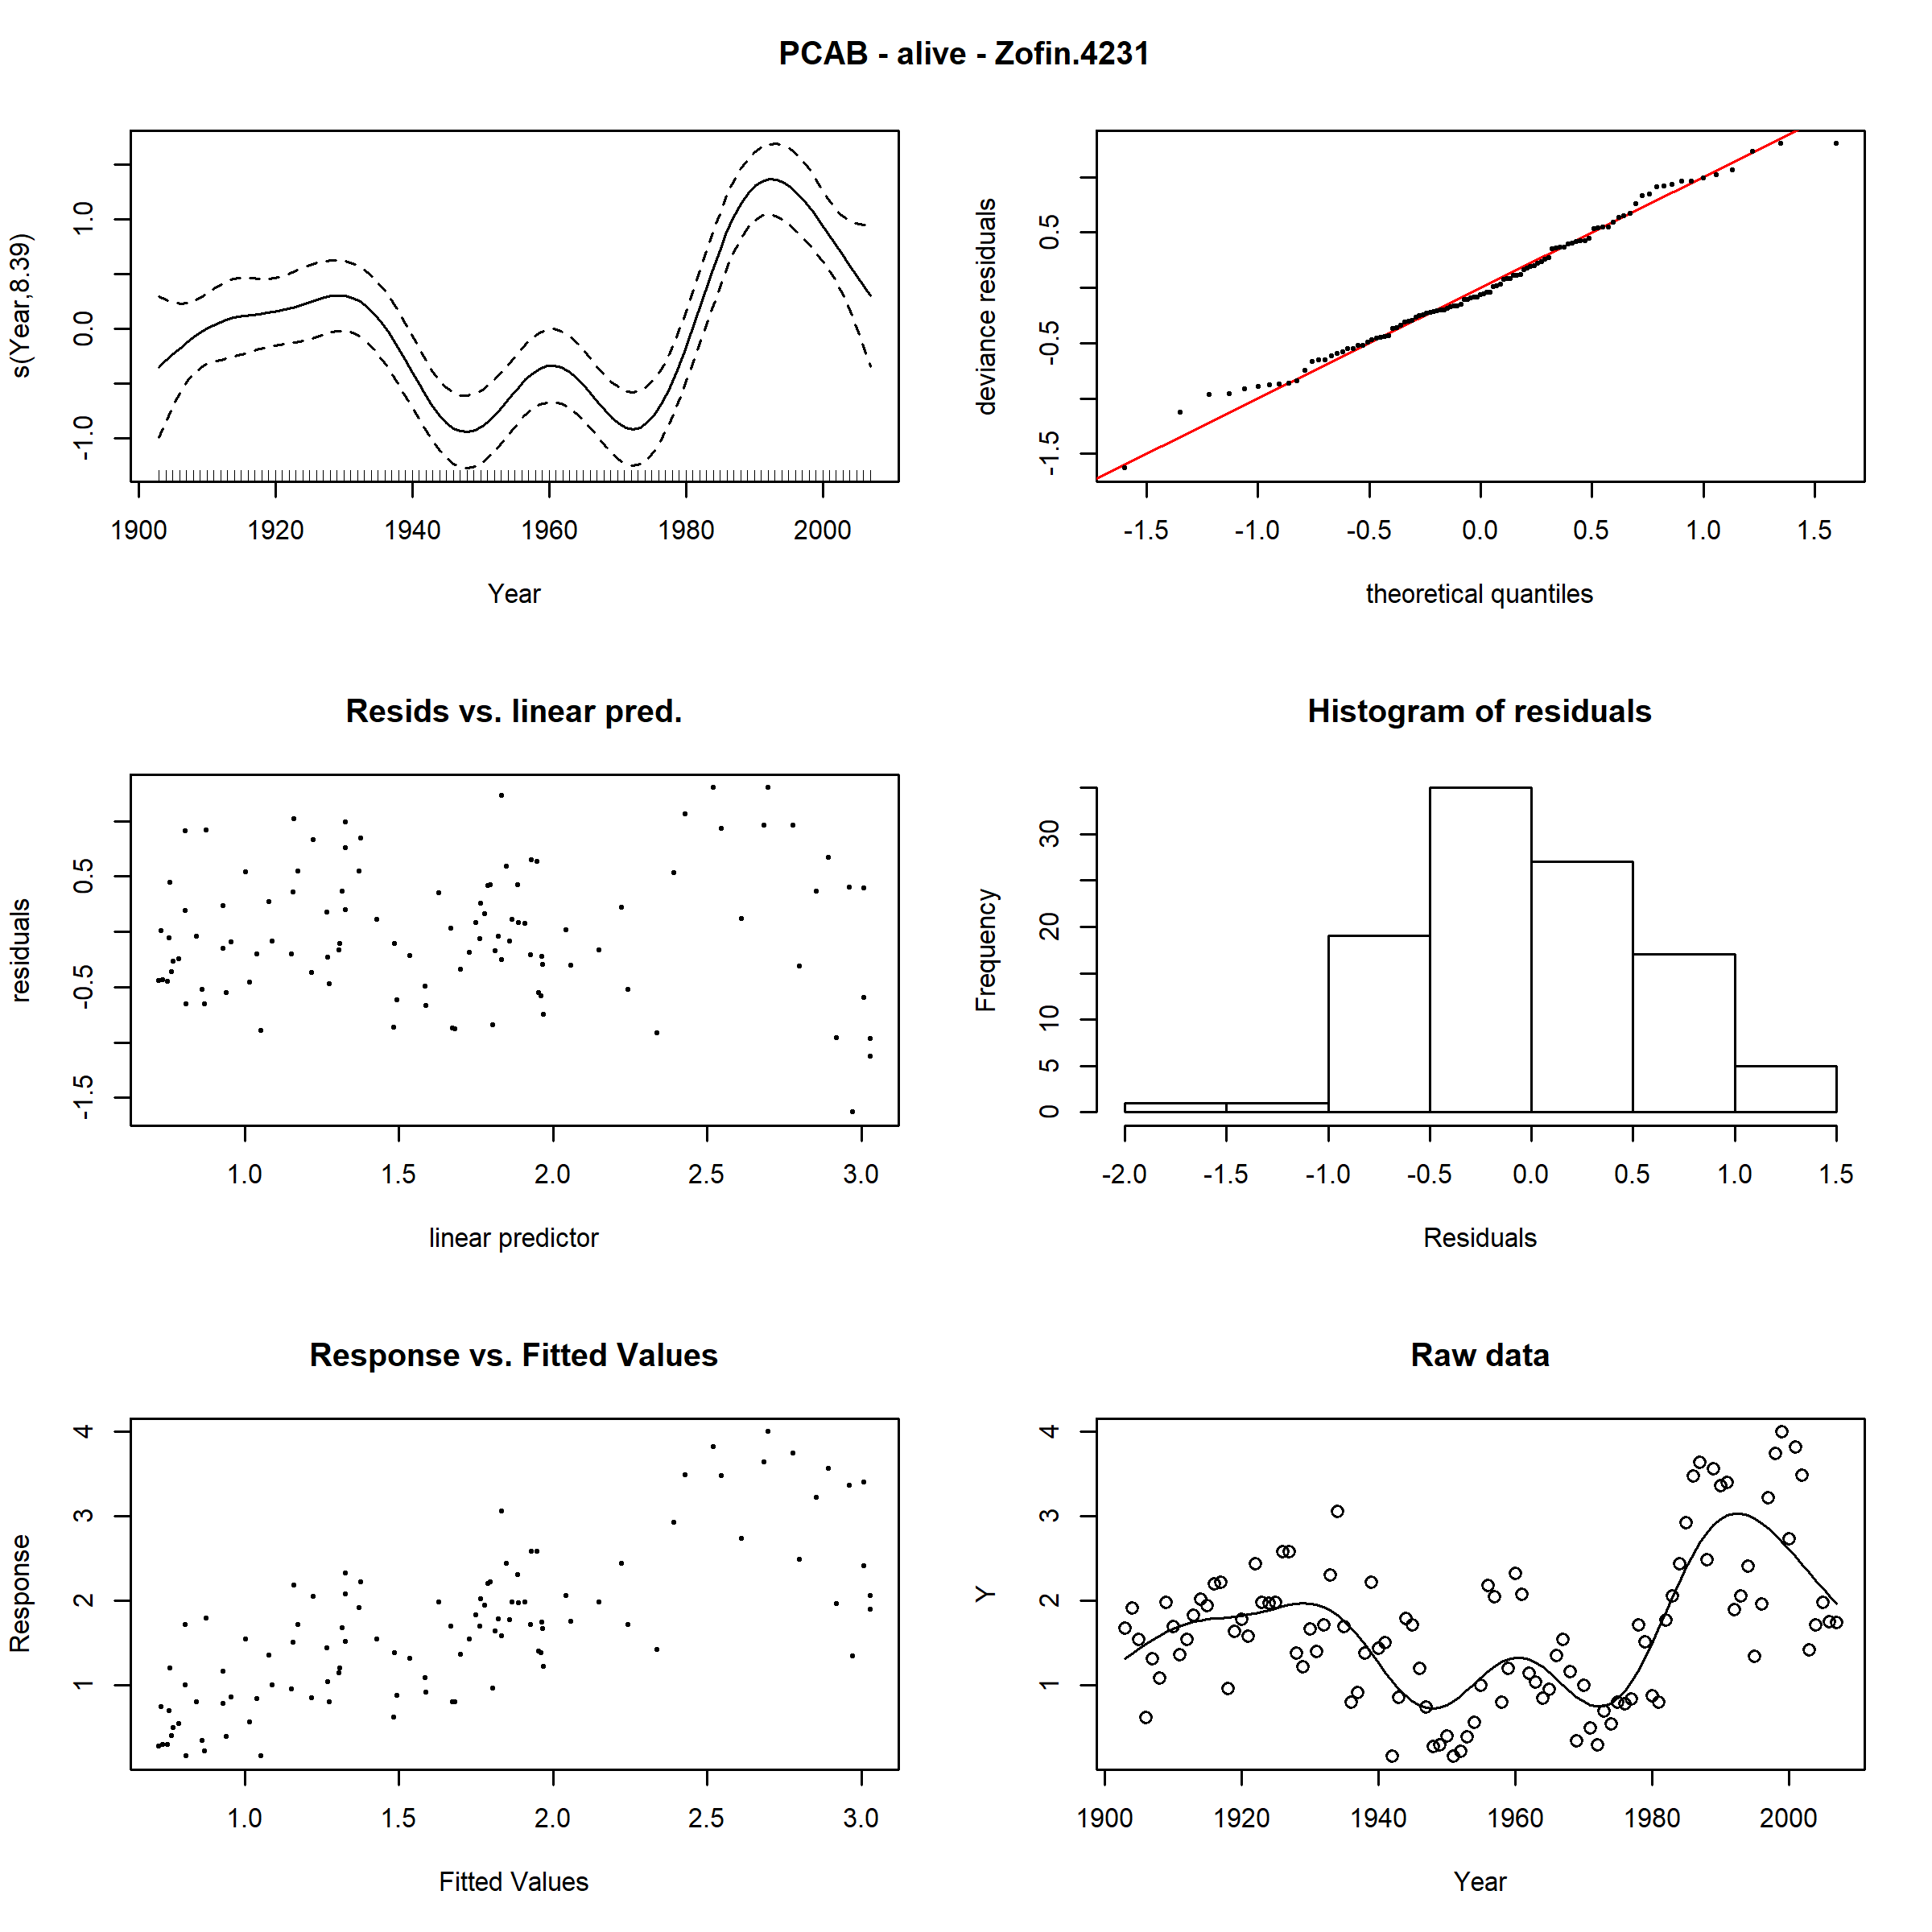 PCAB - alive - Zofin.4231
s(Year,8.39)
-1.0 0.0 1.0
1900 1920 1940 1960 1980 2000
Year
deviance residuals
-1.5 -0.5 0.5
-1.5 -1.0 -0.5 0.0 0.5 1.0 1.5
theoretical quantiles
Resids vs. linear pred.
residuals
-1.5 -0.5 0.5
1.0 1.5 2.0 2.5 3.0
linear predictor
Histogram of residuals
Frequency
0 5 10 20 30
-2.0 -1.5 -1.0 -0.5 0.0 0.5 1.0 1.5
Residuals
Response vs. Fitted Values
Response
1 2 3 4
1.0 1.5 2.0 2.5 3.0
Fitted Values
Raw data
Y
1 2 3 4
1900 1920 1940 1960 1980 2000
Year